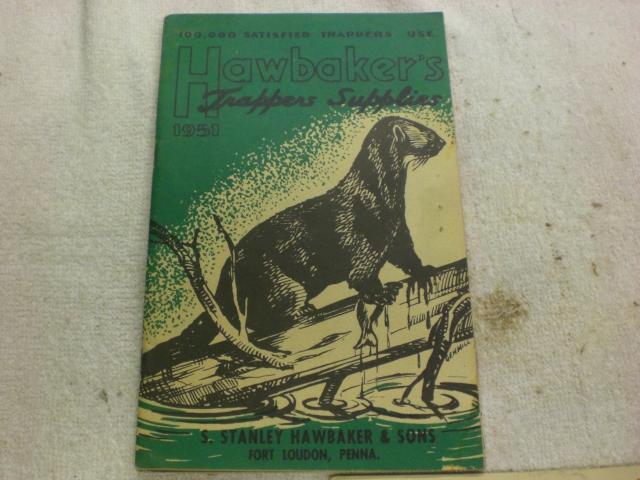 100,000 SATISFIED TRAPPERS USE
Hawbaker's
Trappers Supplies
1951
S. STANLEY HAWBAKER & SONS
FORT LOUDON, PENNA.